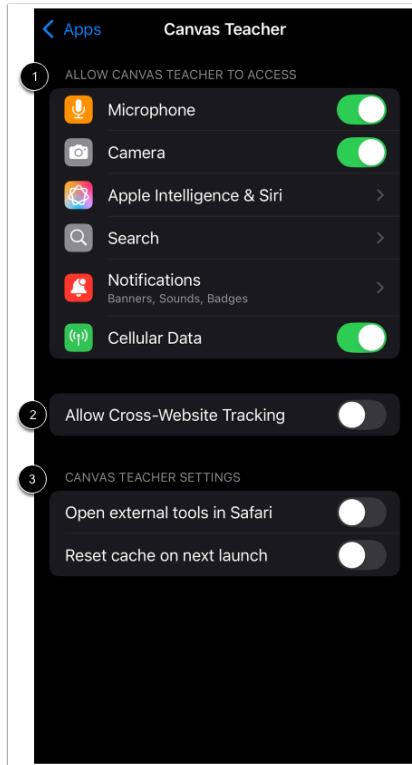 Apps
Canvas Teacher
1
ALLOW CANVAS TEACHER TO ACCESS
Microphone
Camera
Apple Intelligence & Siri
Search
Notifications
Banners, Sounds, Badges
Cellular Data
2
Allow Cross-Website Tracking
3
CANVAS TEACHER SETTINGS
Open external tools in Safari
Reset cache on next launch